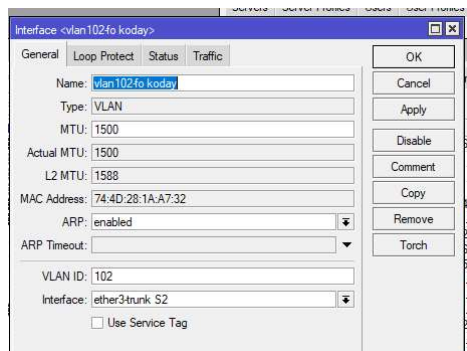 Servers Server Profiles Users User Profiles
Interface <vlan102-fo koday>
General Loop Protect Status Traffic
Name: vlan102-fo koday
Type: VLAN
MTU: 1500
Actual MTU: 1500
L2 MTU: 1588
MAC Address: 74:4D:28:1A:A7:32
ARP: enabled
ARP Timeout:
VLAN ID: 102
Interface: ether3-trunk S2
Use Service Tag
OK
Cancel
Apply
Disable
Comment
Copy
Remove
Torch